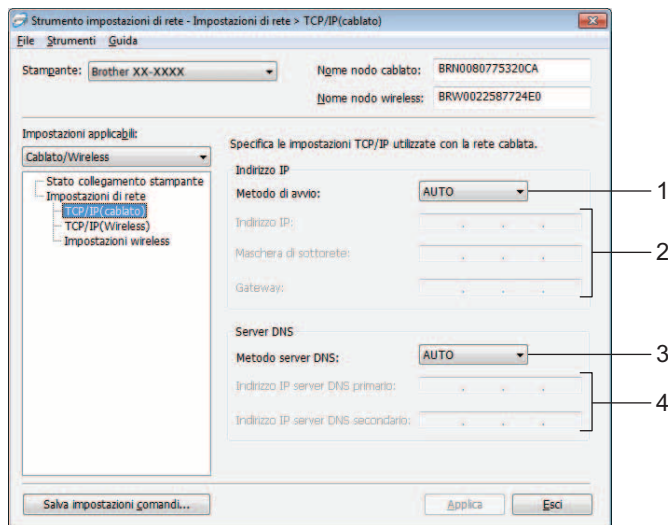 Strumento impostazioni di rete - Impostazioni di rete > TCP/IP(cablato)
File Strumenti Guida
Stampante: Brother XX-XXXX
Nome nodo cablato: BRN0080775320CA
Nome nodo wireless: BRW0022587724E0
Impostazioni applicabili:
Cablato/Wireless
Stato collegamento stampante
Impostazioni di rete
TCP/IP(cablato)
TCP/IP(Wireless)
Impostazioni wireless
Specifica le impostazioni TCP/IP utilizzate con la rete cablata.
Indirizzo IP
Metodo di avvio: AUTO 1
Indirizzo IP: . . .
Maschera di sottorete: . . . 2
Gateway: . . .
Server DNS
Metodo server DNS: AUTO 3
Indirizzo IP server DNS primario: . . .
4
Indirizzo IP server DNS secondario: . . .
Salva impostazioni comandi... Applica Esci